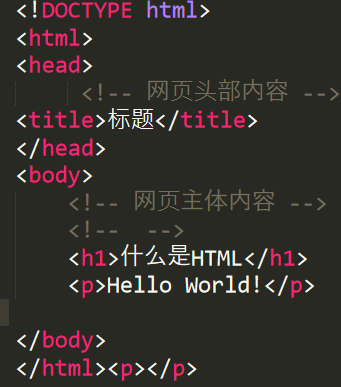 <!DOCTYPE html>
<html>
<head>
<!-- 网页头部内容 -->
<title>标题</title>
</head>
<body>
<!-- 网页主体内容 -->
<!--  -->
<h1>什么是HTML</h1>
<p>Hello World!</p>
</body>
</html><p></p>